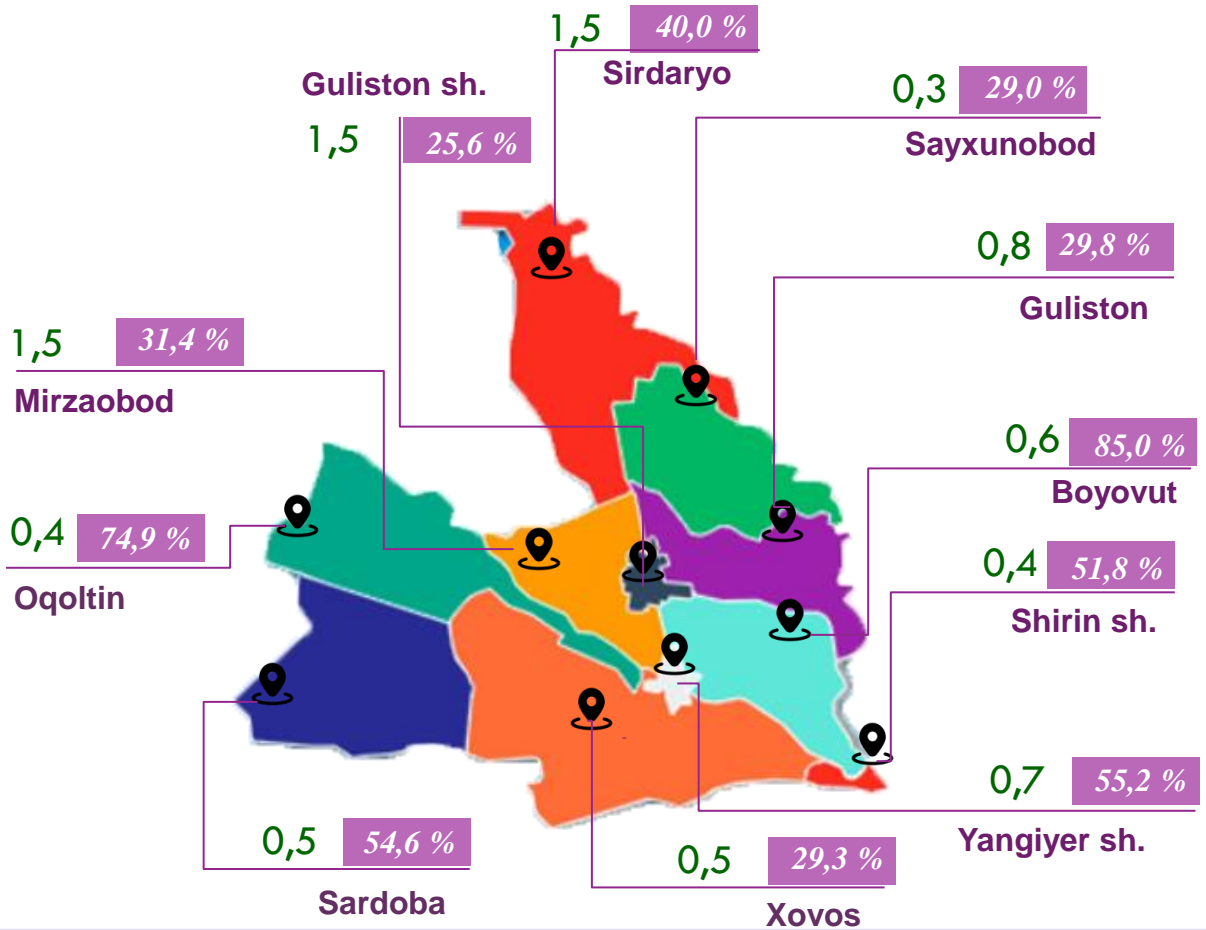 1,5 40,0 %
Sirdaryo
Guliston sh.
1,5 25,6 %
0,3 29,0 %
Sayxunobod
0,8 29,8 %
Guliston
1,5 31,4 %
Mirzaobod
0,6 85,0 %
Boyovut
0,4 74,9 %
Oqoltin
0,4 51,8 %
Shirin sh.
0,7 55,2 %
Yangiyer sh.
0,5 54,6 %
Sardoba
0,5 29,3 %
Xovos